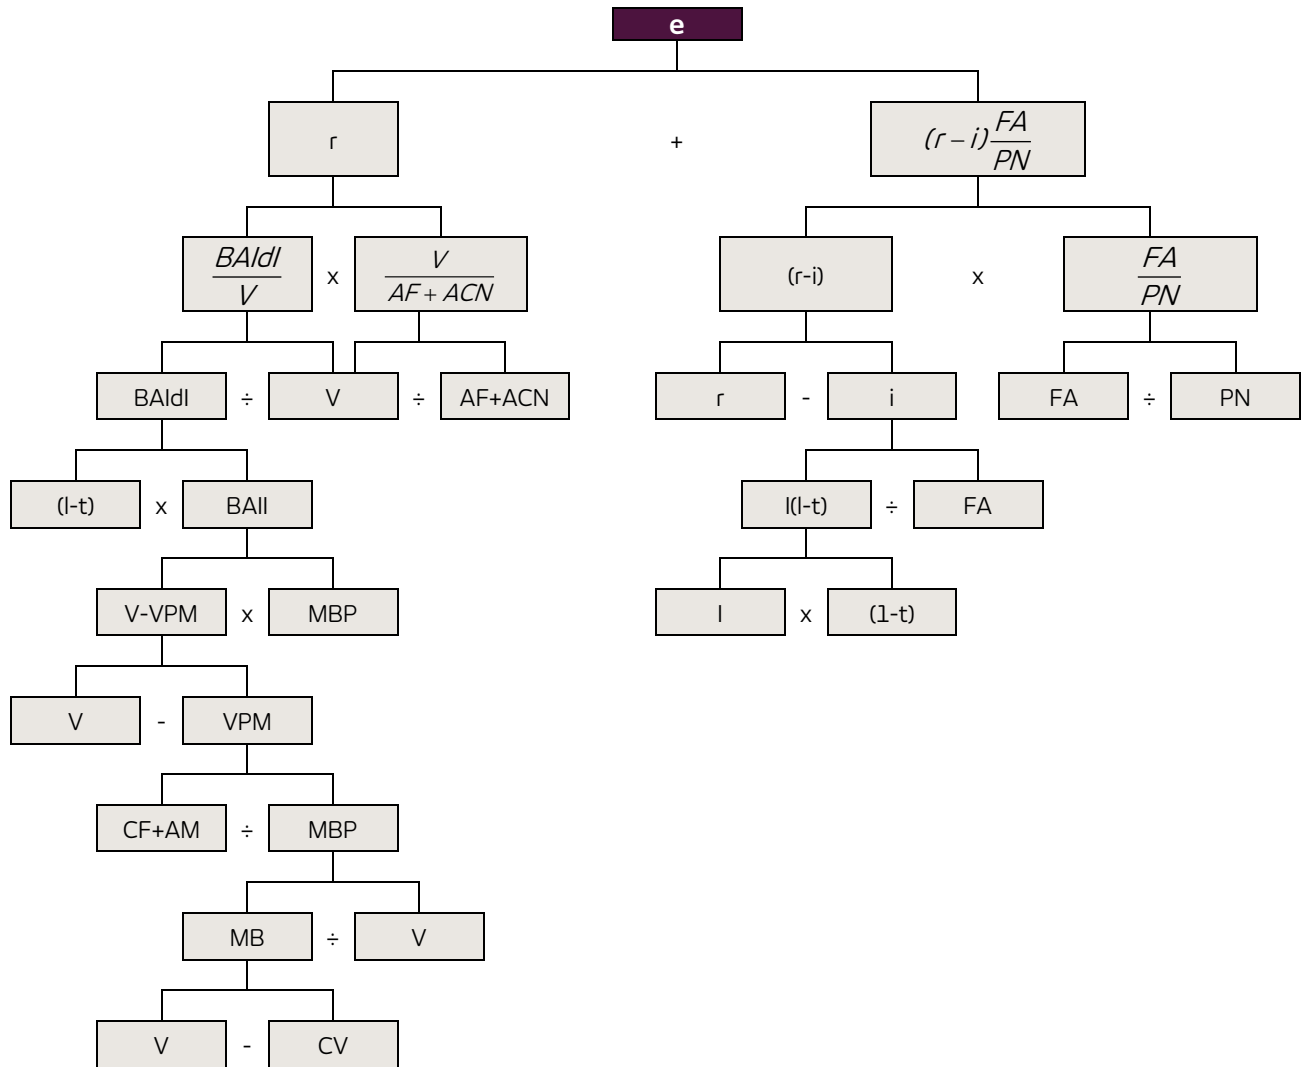 e
r + (r – i) FA
PN
BAIdI
V x V
AF + ACN (r-i) x FA
PN
BAIdI ÷ V ÷ AF+ACN r - i FA ÷ PN
(l-t) x BAII I(l-t) ÷ FA
V-VPM x MBP I x (1-t)
V - VPM
CF+AM ÷ MBP
MB ÷ V
V - CV